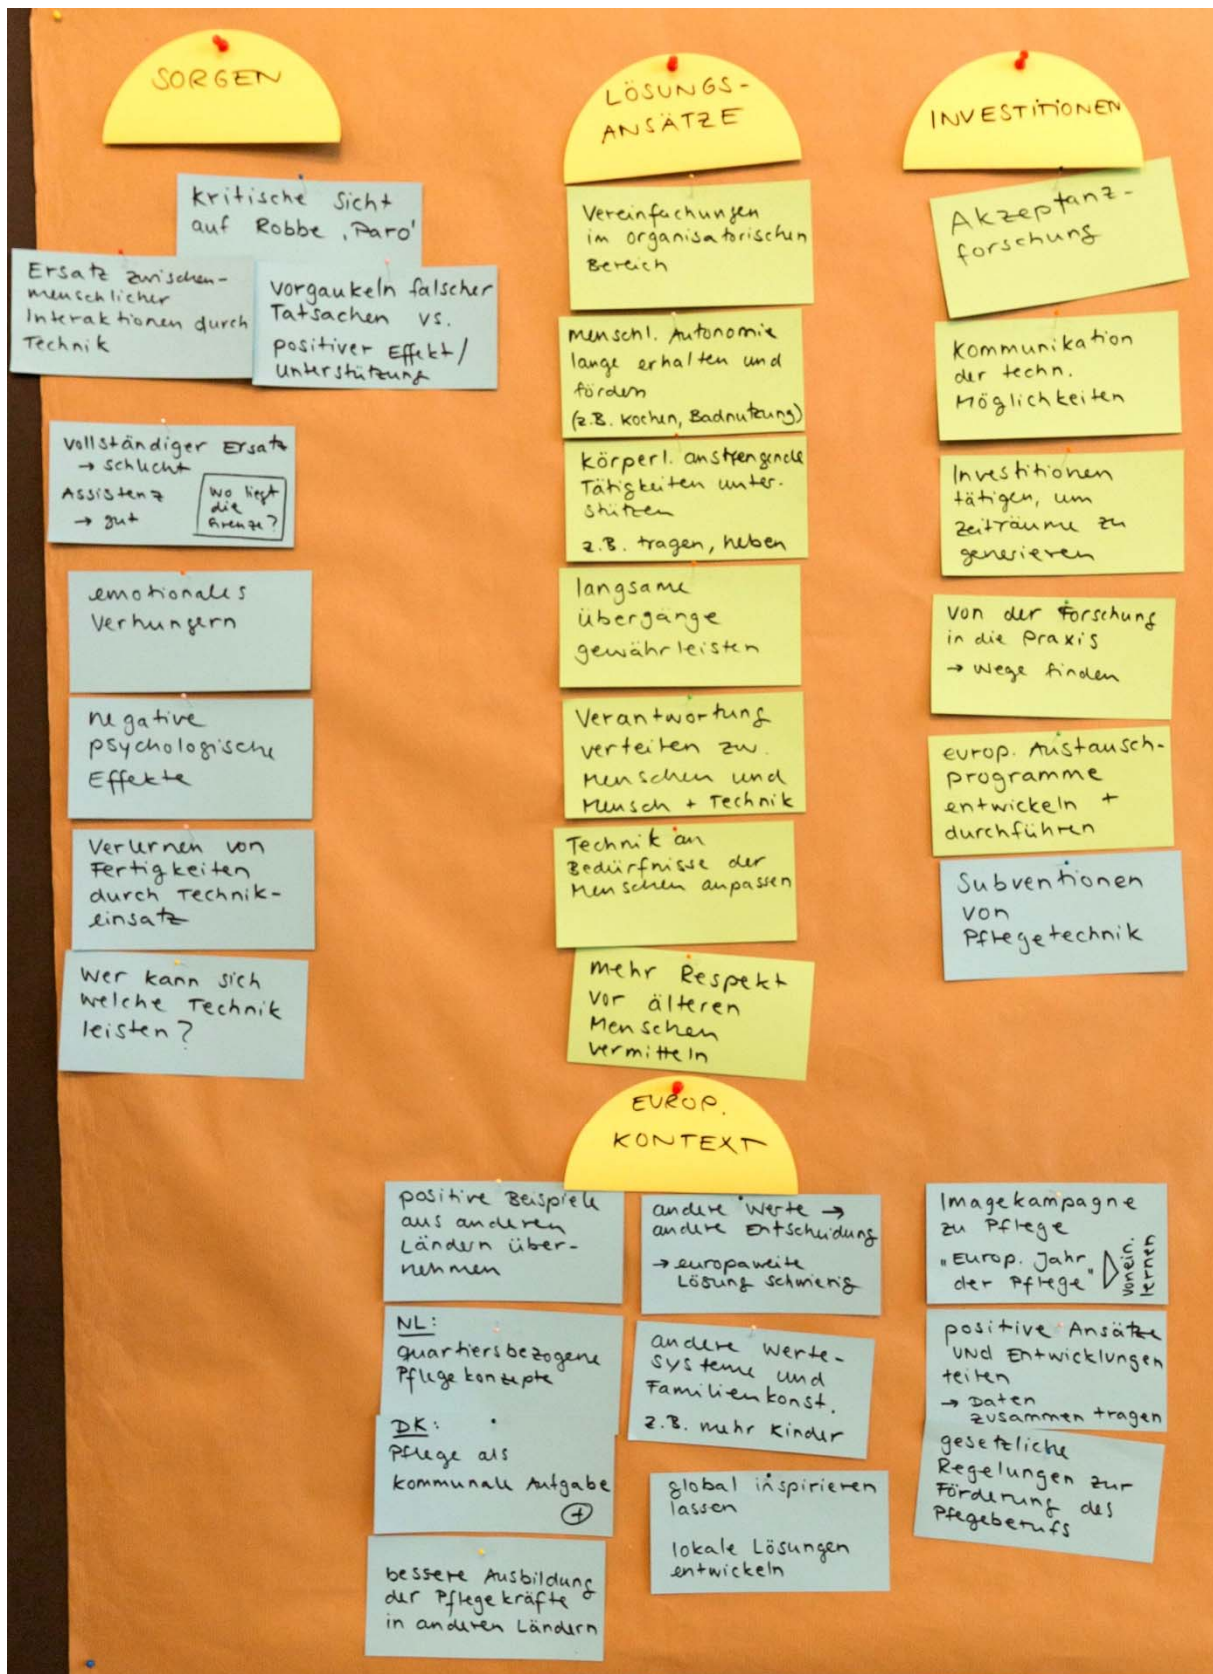 SORGEN
kritische Sicht
auf Robbe 'Paro'
Ersatz zwischen-
menschlicher
Interaktionen durch
Technik
vorgaukeln falscher
Tatsachen vs.
positiver Effekt/
Unterstützung
vollständiger Ersatz
→ schlecht
Assistenz
→ gut
Wo liegt
die
Grenze?
emotionales
Verhungern
negative
psychologische
Effekte
Verlernen von
Fertigkeiten
durch Technik-
einsatz
Wer kann sich
welche Technik
leisten?
LÖSUNGS-
ANSÄTZE
Vereinfachungen
im organisatorischen
Bereich
menschl. Autonomie
lange erhalten und
fördern
(z.B. Kochen, Badnutzung)
körperl. anstrengende
Tätigkeiten unter-
stützen
z.B. tragen, heben
langsame
Übergänge
gewährleisten
Verantwortung
verteilen zw.
Menschen und
Mensch + Technik
Technik an
Bedürfnisse der
Menschen anpassen
mehr Respekt
vor älteren
Menschen
vermitteln
INVESTITIONEN
Akzeptanz-
forschung
Kommunikation
der techn.
Möglichkeiten
Investitionen
tätigen, um
Zeiträume zu
generieren
von der Forschung
in die Praxis
→ Wege finden
europ. Austausch-
programme
entwickeln +
durchführen
Subventionen
von
Pflegetechnik
EUROP.
KONTEXT
positive Beispiele
aus anderen
Ländern über-
nehmen
NL:
quartiersbezogene
Pflegekonzepte
DK:
Pflege als
kommunale Aufgabe
+
bessere Ausbildung
der Pflegekräfte
in anderen Ländern
andere Werte →
andere Entscheidung
→ europaweite
Lösung schwierig
andere Werte-
systeme und
Familienkonst.
z.B. mehr Kinder
global inspirieren
lassen
lokale Lösungen
entwickeln
Imagekampagne
zu Pflege
"Europ. Jahr
der Pflege"
vonein.
lernen
positive Ansätze
und Entwicklungen
teilen
→ Daten
zusammentragen
gesetzliche
Regelungen zur
Förderung des
Pflegeberufs